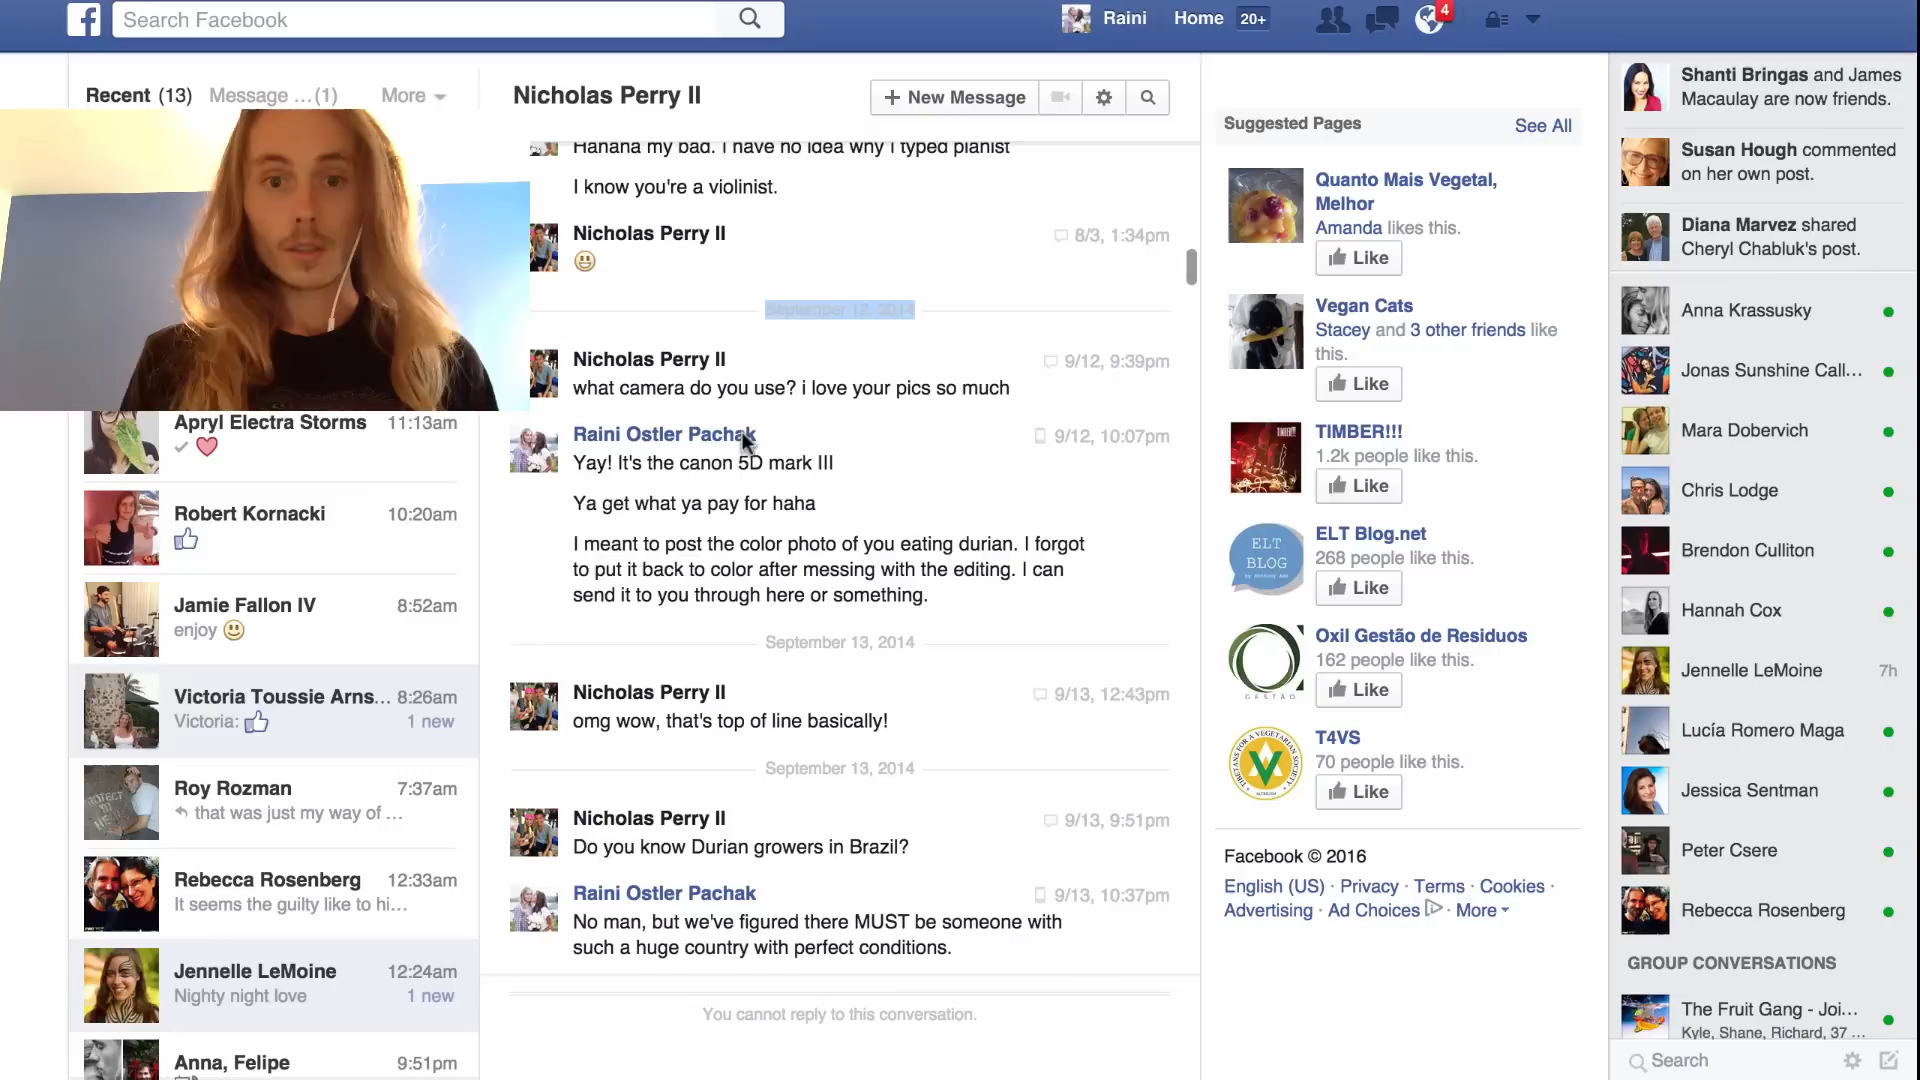 Search Facebook
Raini
Home
20+
4
Recent (13)
Message ...(1)
More
Apryl Electra Storms
11:13am
Robert Kornacki
10:20am
Jamie Fallon IV
8:52am
enjoy
Victoria Toussie Arns...
8:26am
Victoria:
1 new
Roy Rozman
7:37am
that was just my way of ...
Rebecca Rosenberg
12:33am
It seems the guilty like to hi...
Jennelle LeMoine
12:24am
Nighty night love
1 new
Anna, Felipe
9:51pm
Nicholas Perry II
New Message
Hahaha my bad. I have no idea why I typed pianist
I know you're a violinist.
Nicholas Perry II
8/3, 1:34pm
September 12, 2014
Nicholas Perry II
9/12, 9:39pm
what camera do you use? i love your pics so much
Raini Ostler Pachak
9/12, 10:07pm
Yay! It's the canon 5D mark III
Ya get what ya pay for haha
I meant to post the color photo of you eating durian. I forgot
to put it back to color after messing with the editing. I can
send it to you through here or something.
September 13, 2014
Nicholas Perry II
9/13, 12:43pm
omg wow, that's top of line basically!
September 13, 2014
Nicholas Perry II
9/13, 9:51pm
Do you know Durian growers in Brazil?
Raini Ostler Pachak
9/13, 10:37pm
No man, but we've figured there MUST be someone with
such a huge country with perfect conditions.
You cannot reply to this conversation.
Suggested Pages
See All
Quanto Mais Vegetal,
Melhor
Amanda likes this.
Like
Vegan Cats
Stacey and 3 other friends like
this.
Like
TIMBER!!!
1.2k people like this.
Like
ELT
BLOG
ELT Blog.net
268 people like this.
Like
GESTÃO
Oxil Gestão de Residuos
162 people like this.
Like
TIBETANS FOR A VEGETARIAN SOCIETY
T4VS
70 people like this.
Like
Facebook © 2016
English (US) · Privacy · Terms · Cookies ·
Advertising · Ad Choices · More
Shanti Bringas and James
Macaulay are now friends.
Susan Hough commented
on her own post.
Diana Marvez shared
Cheryl Chabluk's post.
Anna Krassusky
Jonas Sunshine Call...
Mara Dobervich
Chris Lodge
Brendon Culliton
Hannah Cox
Jennelle LeMoine
7h
Lucía Romero Maga
Jessica Sentman
Peter Csere
Rebecca Rosenberg
GROUP CONVERSATIONS
The Fruit Gang - Joi...
Kyle, Shane, Richard, 37 ...
Search